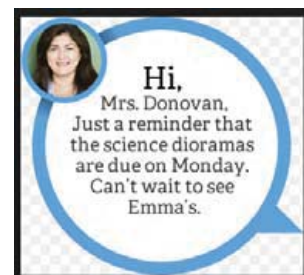 Hi,
Mrs. Donovan,
Just a reminder that
the science dioramas
are due on Monday.
Can't wait to see
Emma's.